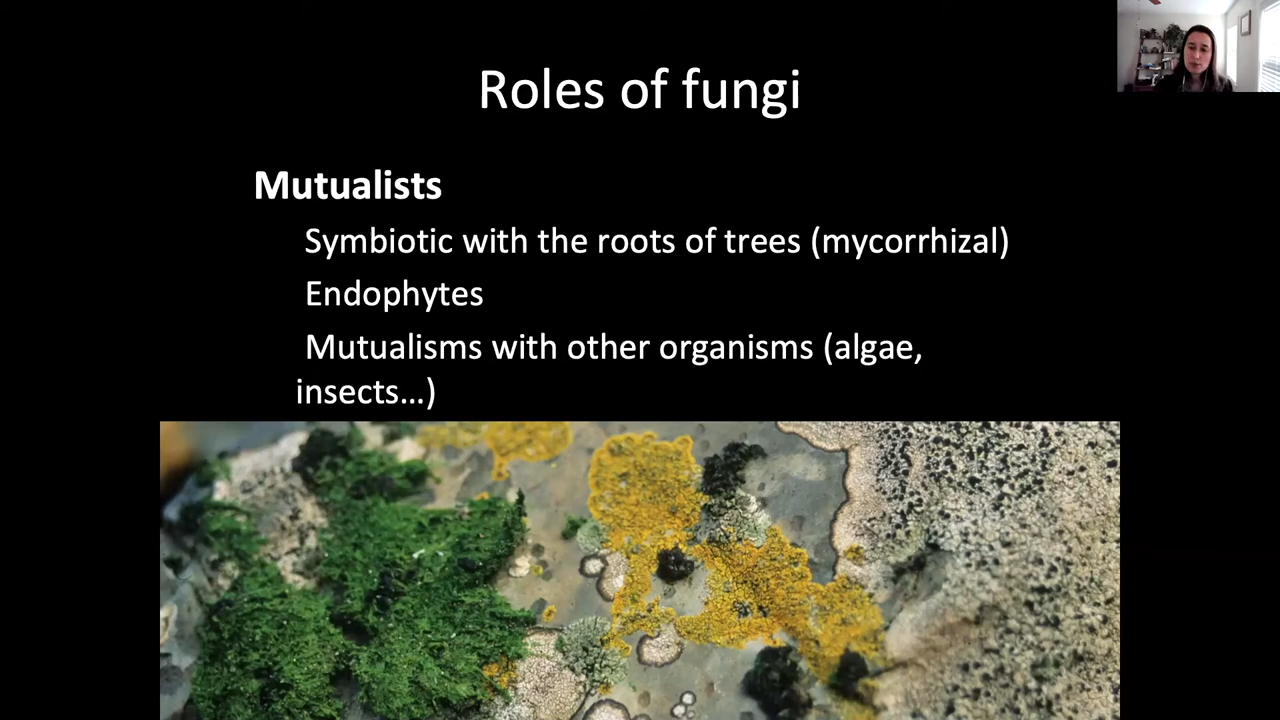 Roles of fungi
Mutualists
Symbiotic with the roots of trees (mycorrhizal)
Endophytes
Mutualisms with other organisms (algae,
insects…)